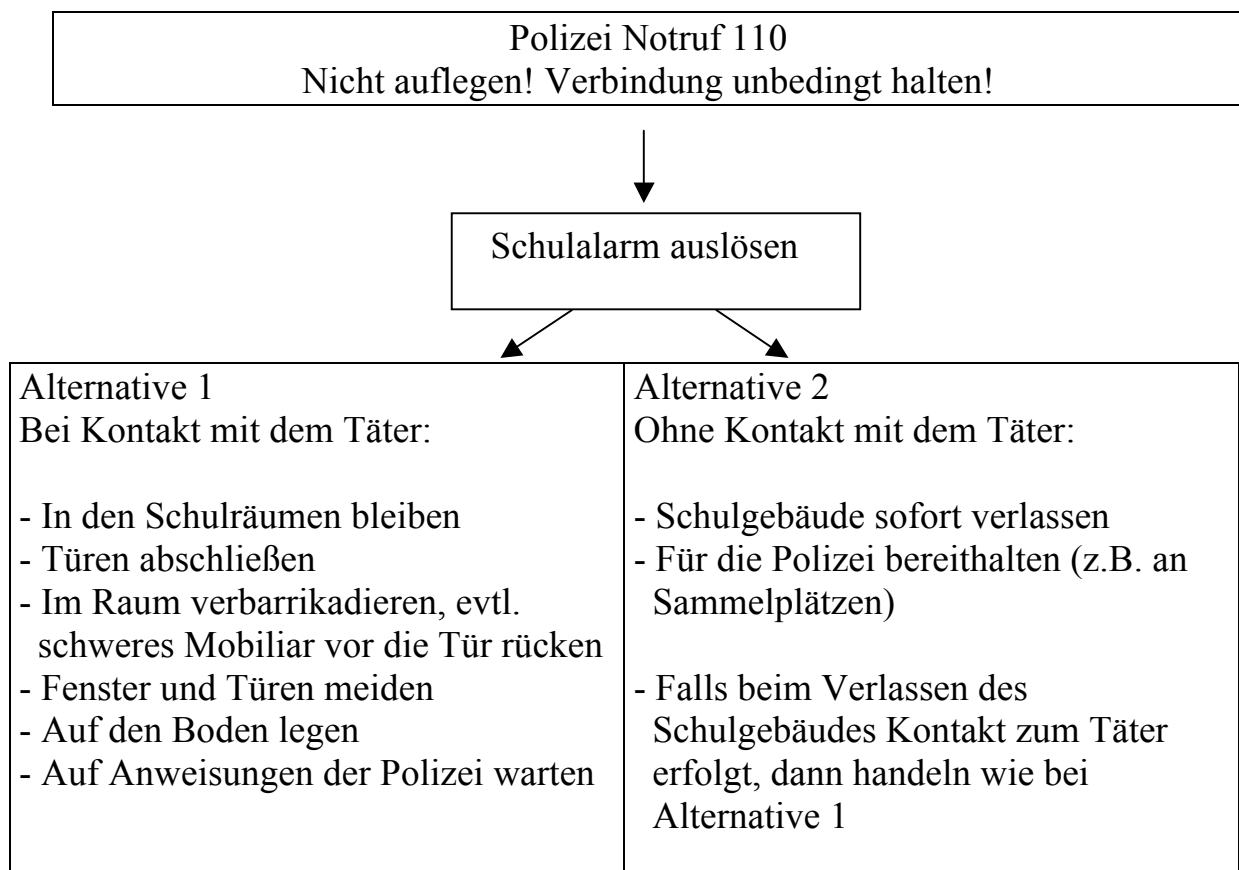 Polizei Notruf 110
Nicht auflegen! Verbindung unbedingt halten!
Schulalarm auslösen
Alternative 1
Bei Kontakt mit dem Täter:
- In den Schulräumen bleiben
- Türen abschließen
- Im Raum verbarrikadieren, evtl.
schweres Mobiliar vor die Tür rücken
- Fenster und Türen meiden
- Auf den Boden legen
- Auf Anweisungen der Polizei warten
Alternative 2
Ohne Kontakt mit dem Täter:
- Schulgebäude sofort verlassen
- Für die Polizei bereithalten (z.B. an
Sammelplätzen)
- Falls beim Verlassen des
Schulgebäudes Kontakt zum Täter
erfolgt, dann handeln wie bei
Alternative 1